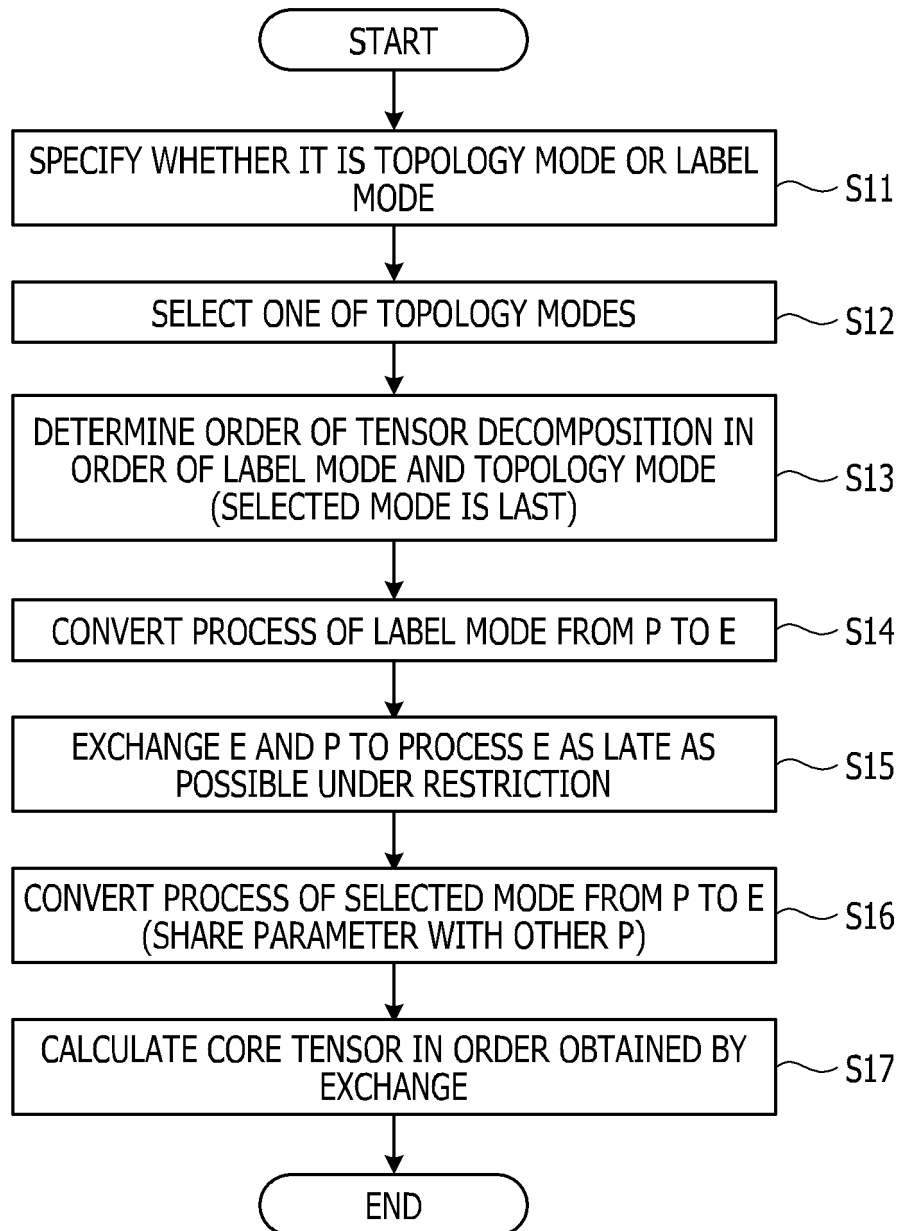 START
SPECIFY WHETHER IT IS TOPOLOGY MODE OR LABEL
MODE
S11
SELECT ONE OF TOPOLOGY MODES
S12
DETERMINE ORDER OF TENSOR DECOMPOSITION IN
ORDER OF LABEL MODE AND TOPOLOGY MODE
(SELECTED MODE IS LAST)
S13
CONVERT PROCESS OF LABEL MODE FROM P TO E
S14
EXCHANGE E AND P TO PROCESS E AS LATE AS
POSSIBLE UNDER RESTRICTION
S15
CONVERT PROCESS OF SELECTED MODE FROM P TO E
(SHARE PARAMETER WITH OTHER P)
S16
CALCULATE CORE TENSOR IN ORDER OBTAINED BY
EXCHANGE
S17
END